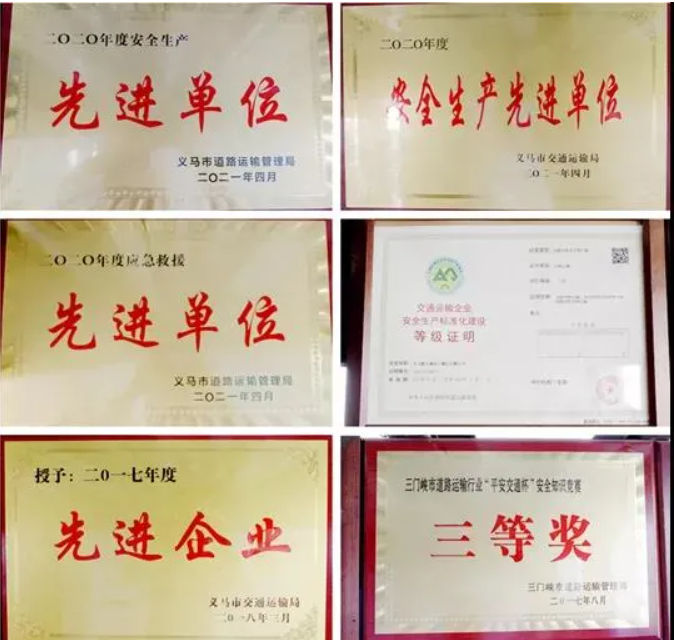 二〇二〇年度安全生产
先进单位
义马市道路运输管理局
二〇二一年四月
二〇二〇年度
安全生产先进单位
义马市交通运输局
二〇二一年四月
二〇二〇年度应急救援
先进单位
义马市道路运输管理局
二〇二一年四月
交通运输企业
安全生产标准化建设
等级证明
授予：二0一七年度
先进企业
义马市交通运输局
二〇一八年三月
三门峡市道路运输行业“平安交通杯”安全知识竞赛
三等奖
三门峡市道路运输管理局
二〇一七年八月